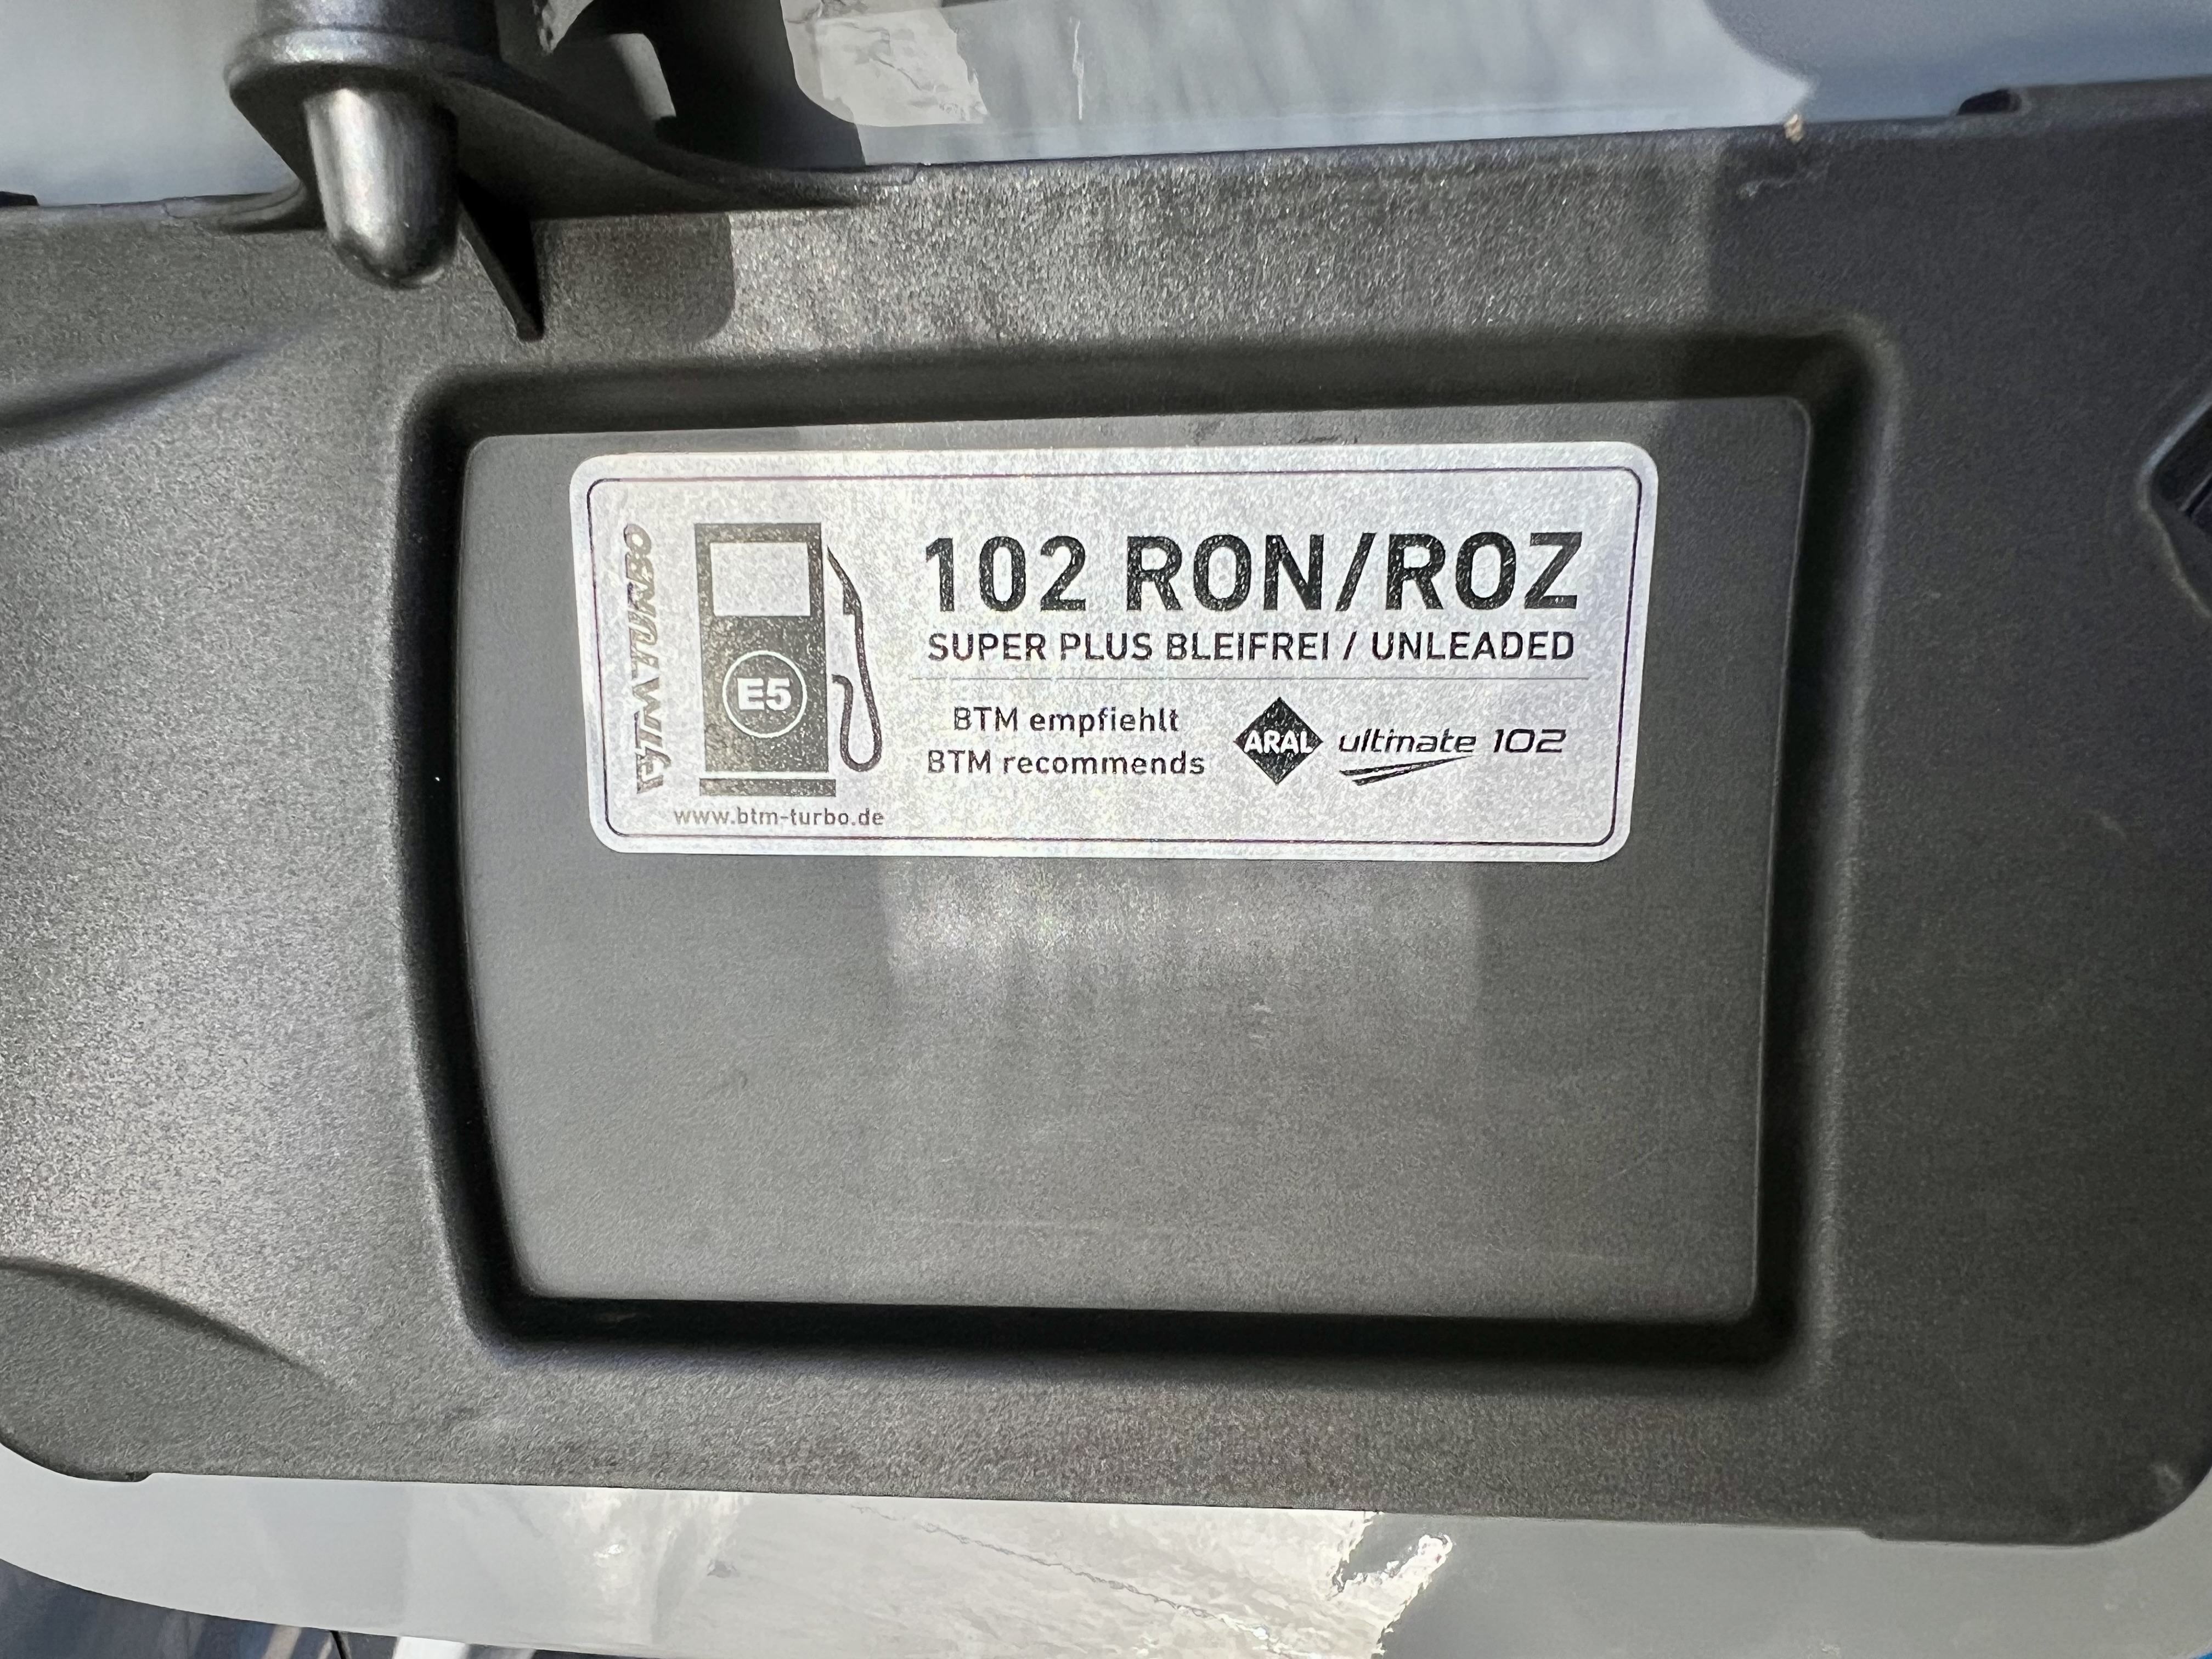 BTM TURBO
E5
www.btm-turbo.de
102 RON/ROZ
SUPER PLUS BLEIFREI / UNLEADED
BTM empfiehlt
BTM recommends
ARAL ultimate 102